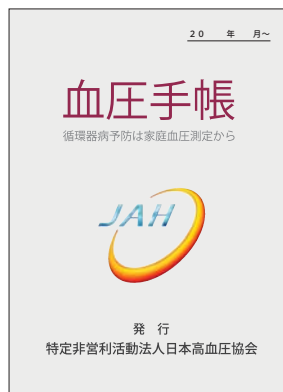 20　年　月〜
血圧手帳
循環器病予防は家庭血圧測定から
JAH
発 行
特定非営利活動法人日本高血圧協会